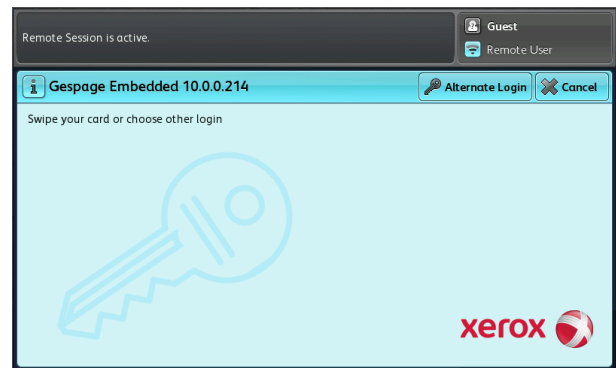 Remote Session is active.
Guest
Remote User
Gespage Embedded 10.0.0.214
Alternate Login
Cancel
Swipe your card or choose other login
xerox